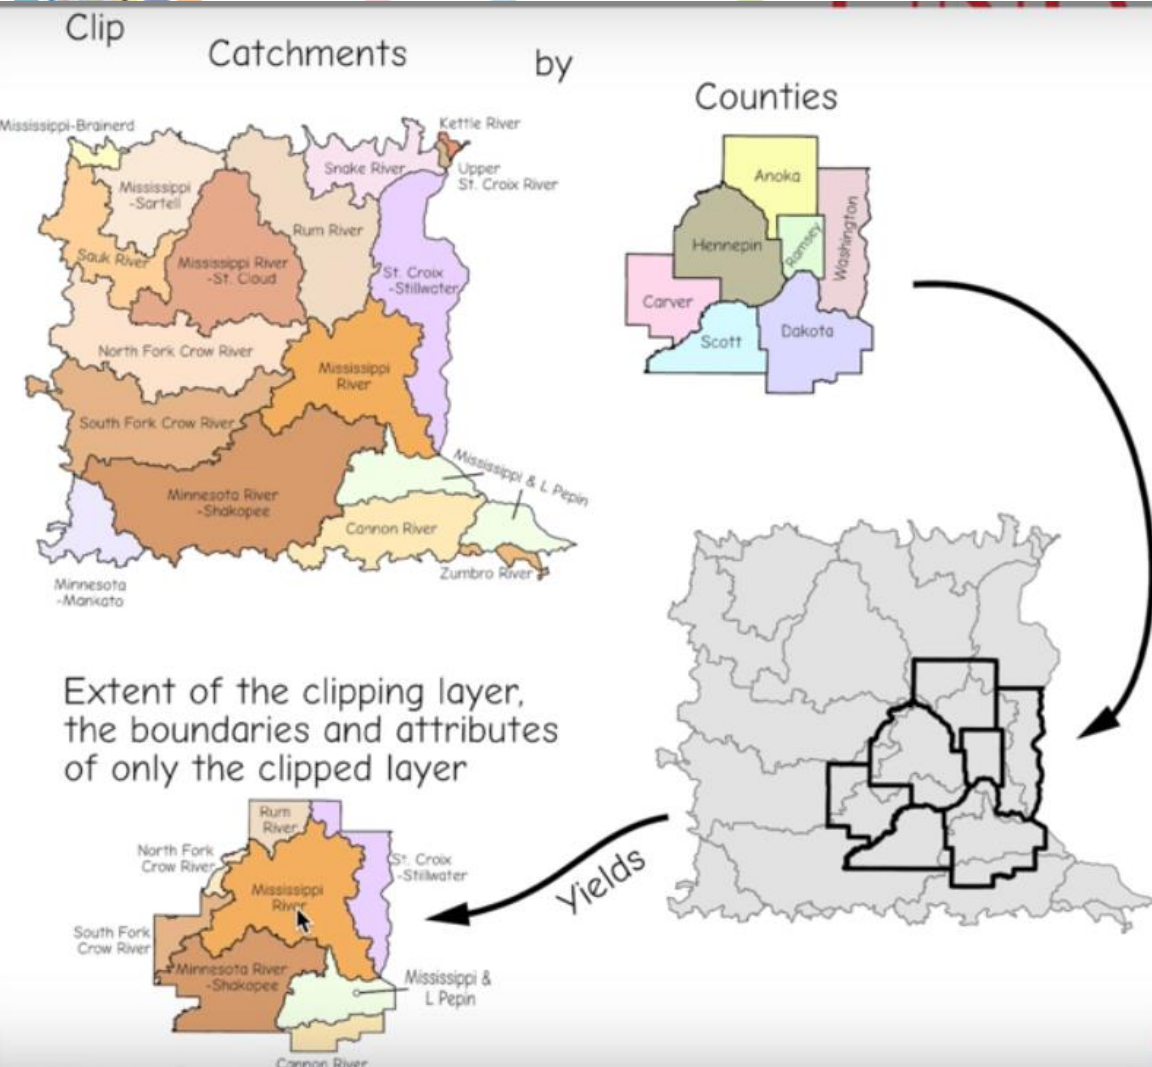 Clip
Catchments
by
Counties
Mississippi-Brainerd
Kettle River
Snake River
Upper
St. Croix River
Mississippi
-Sartell
Rum River
Sauk River
Mississippi River
-St. Cloud
St. Croix
-Stillwater
North Fork Crow River
Mississippi
River
South Fork Crow River
Mississippi & L Pepin
Minnesota River
-Shakopee
Cannon River
Zumbro River
Minnesota
-Mankato
Anoka
Hennepin
Ramsey
Washington
Carver
Scott
Dakota
Extent of the clipping layer,
the boundaries and attributes
of only the clipped layer
Yields
Rum
River
North Fork
Crow River
St. Croix
-Stillwater
Mississippi
River
South Fork
Crow River
Minnesota River
-Shakopee
Mississippi &
L Pepin
Cannon River